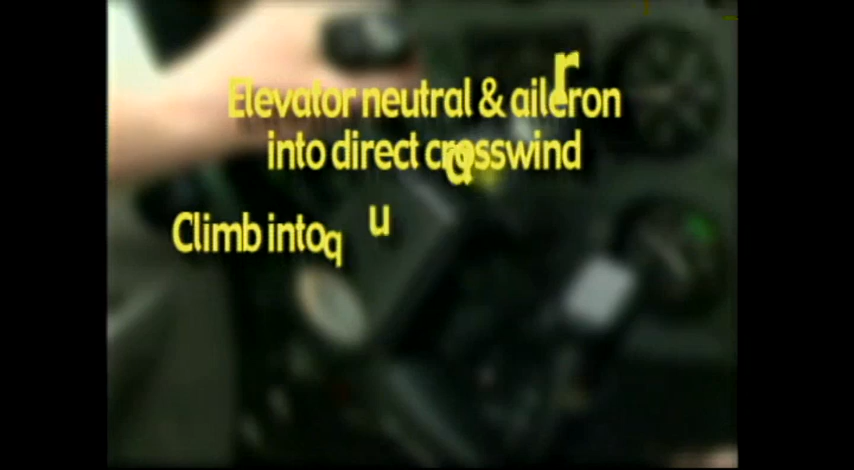 Elevator neutral & aileron
into direct crosswind
Climb into q u a r